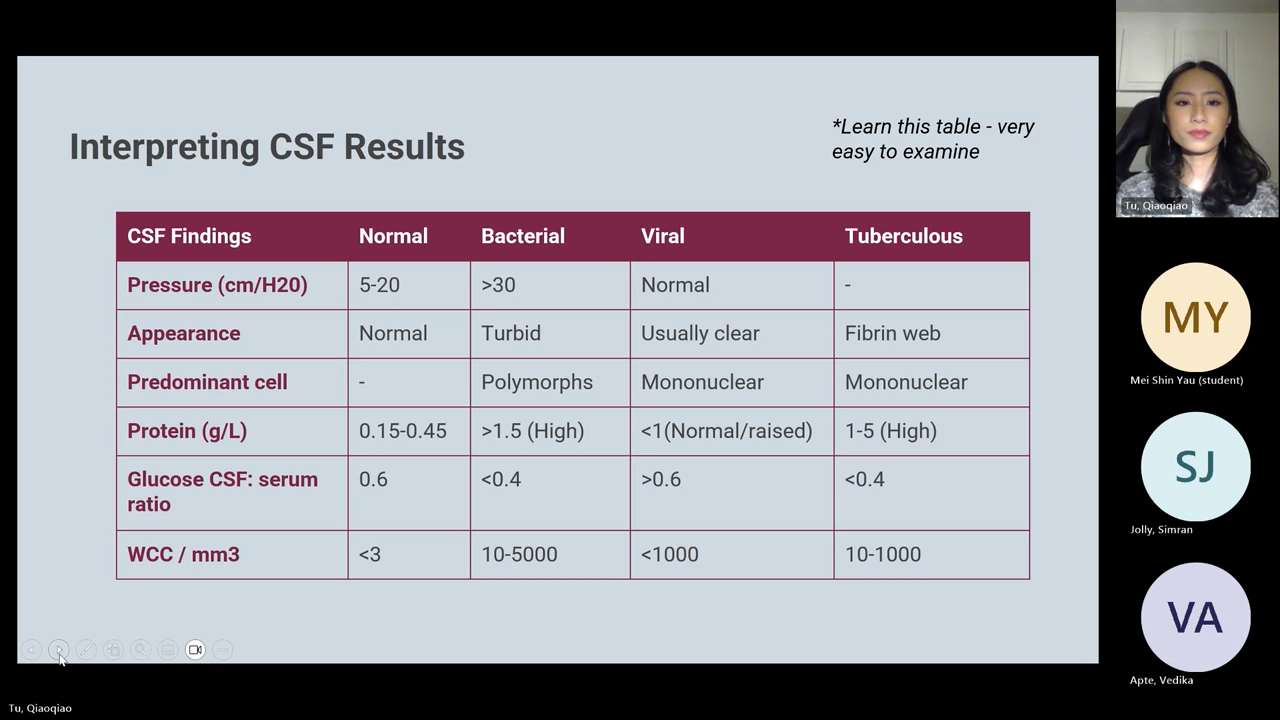 Interpreting CSF Results
*Learn this table - very
easy to examine
CSF Findings Normal Bacterial Viral Tuberculous
Pressure (cm/H20) 5-20 >30 Normal -
Appearance Normal Turbid Usually clear Fibrin web
Predominant cell - Polymorphs Mononuclear Mononuclear
Protein (g/L) 0.15-0.45 >1.5 (High) <1(Normal/raised) 1-5 (High)
Glucose CSF: serum
ratio 0.6 <0.4 >0.6 <0.4
WCC / mm3 <3 10-5000 <1000 10-1000
Tu, Qiaoqiao
MY
Mei Shin Yau (student)
SJ
Jolly, Simran
VA
Apte, Vedika
Tu, Qiaoqiao